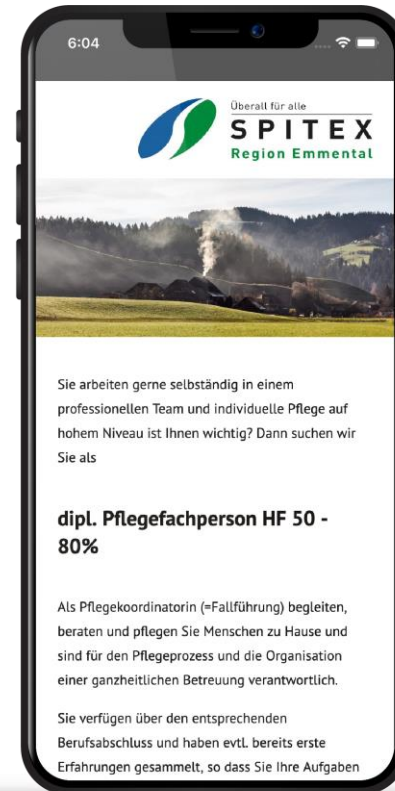 6:04
Überall für alle
SPITEX
Region Emmental
Sie arbeiten gerne selbständig in einem
professionellen Team und individuelle Pflege auf
hohem Niveau ist Ihnen wichtig? Dann suchen wir
Sie als
dipl. Pflegefachperson HF 50 -
80%
Als Pflegekoordinatorin (=Fallführung) begleiten,
beraten und pflegen Sie Menschen zu Hause und
sind für den Pflegeprozess und die Organisation
einer ganzheitlichen Betreuung verantwortlich.
Sie verfügen über den entsprechenden
Berufsabschluss und haben evtl. bereits erste
Erfahrungen gesammelt, so dass Sie Ihre Aufgaben